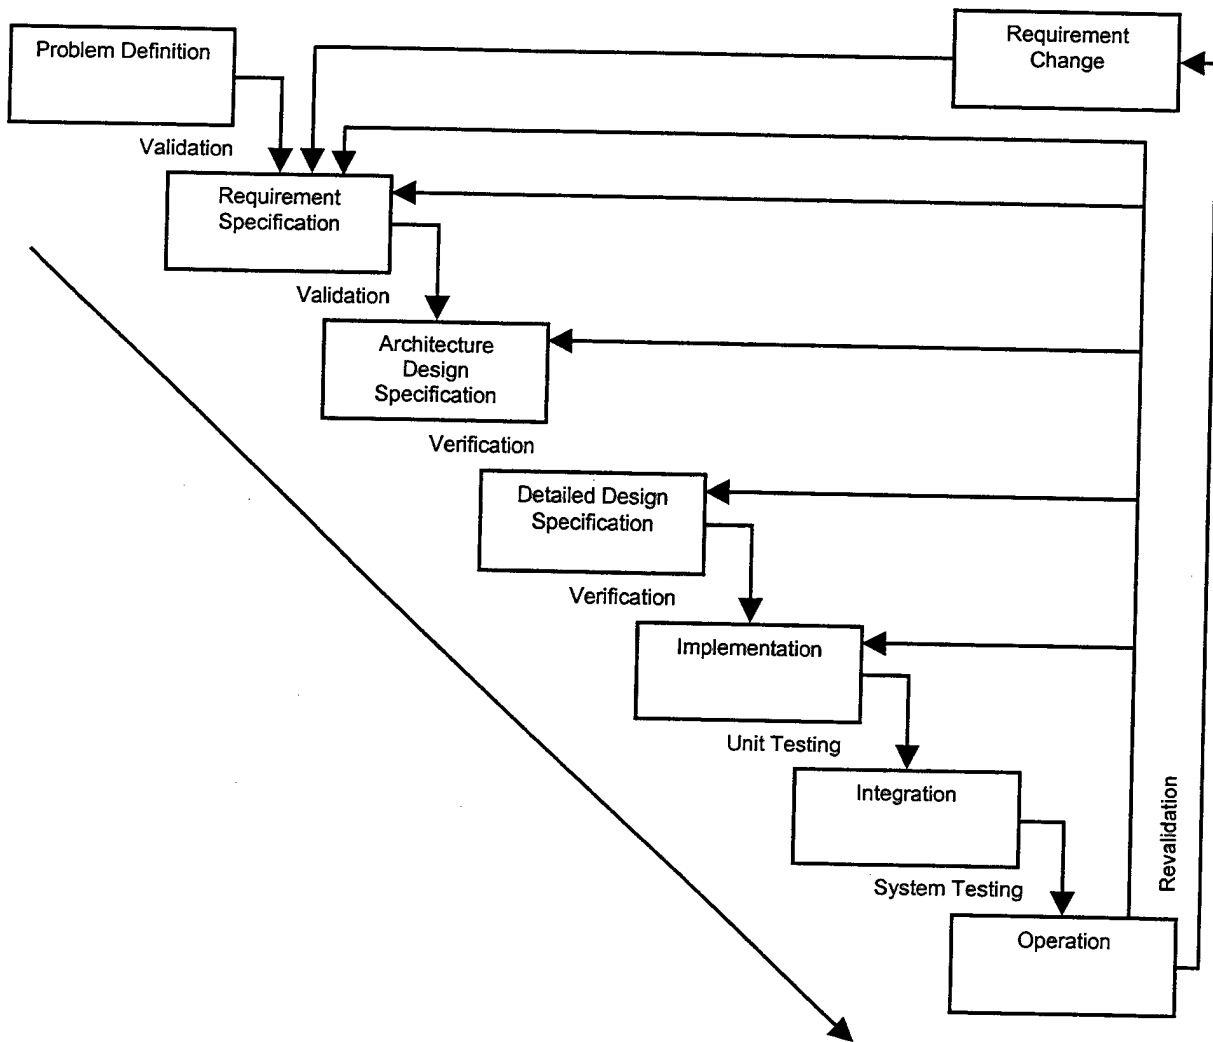 Problem Definition
Requirement
Change
Validation
Requirement
Specification
Validation
Architecture
Design
Specification
Verification
Detailed Design
Specification
Verification
Implementation
Unit Testing
Integration
Revalidation
System Testing
Operation